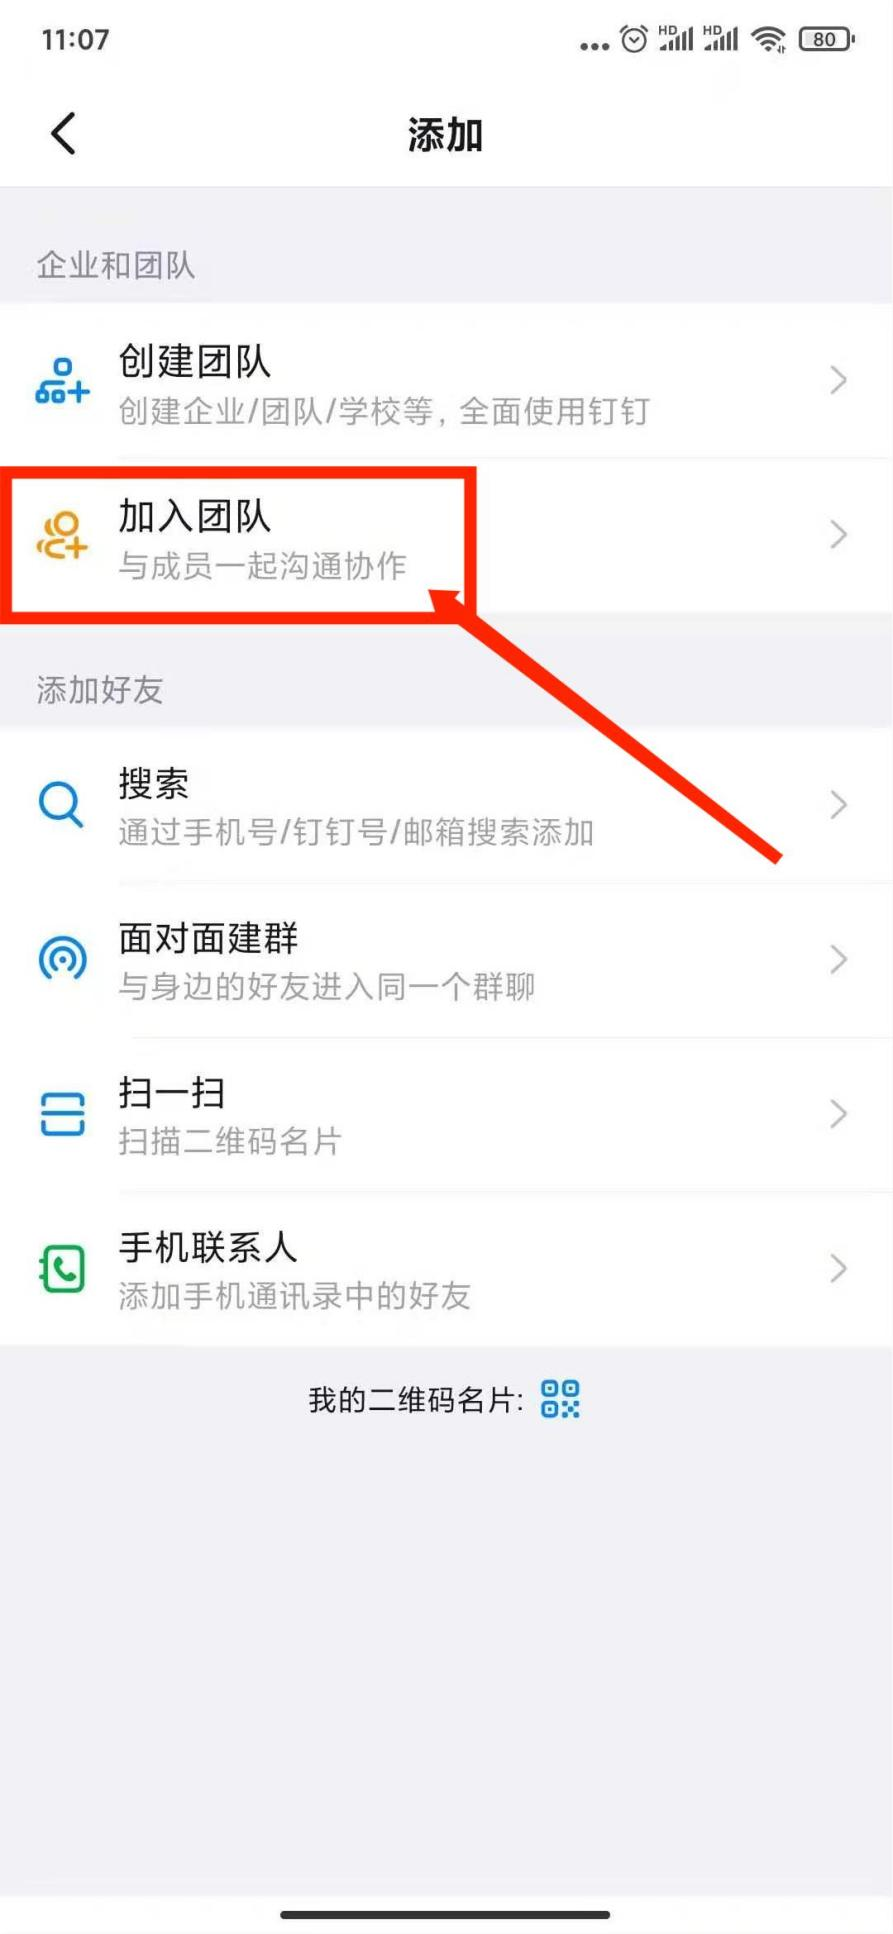 11:07
HD HD 80
添加
企业和团队
创建团队
创建企业/团队/学校等，全面使用钉钉
加入团队
与成员一起沟通协作
添加好友
搜索
通过手机号/钉钉号/邮箱搜索添加
面对面建群
与身边的好友进入同一个群聊
扫一扫
扫描二维码名片
手机联系人
添加手机通讯录中的好友
我的二维码名片: